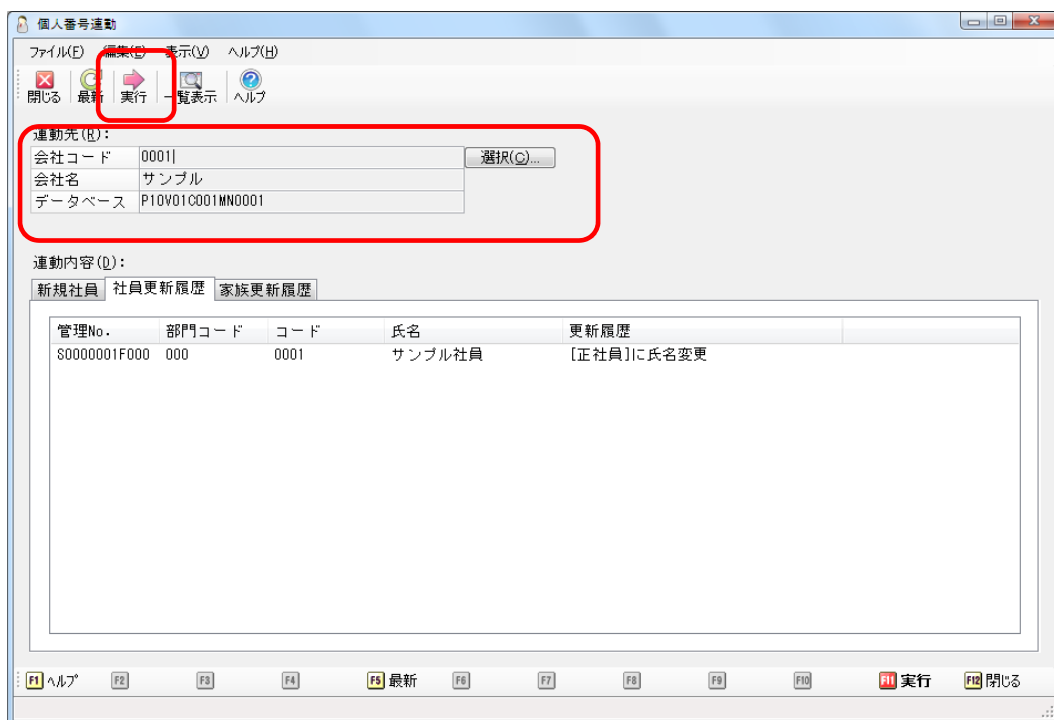 個人番号連動
ファイル(F) 編集(E) 表示(V) ヘルプ(H)
閉じる 最新 実行 一覧表示 ヘルプ
連動先(R):
会社コード 0001 選択(C)...
会社名 サンプル
データベース P10V01C001MN0001
連動内容(D):
新規社員 社員更新履歴 家族更新履歴
管理No. 部門コード コード 氏名 更新履歴
S0000001F000 000 0001 サンプル社員 [正社員]に氏名変更
F1 ヘルプ F2 F3 F4 F5 最新 F6 F7 F8 F9 F10 F11 実行 F12 閉じる